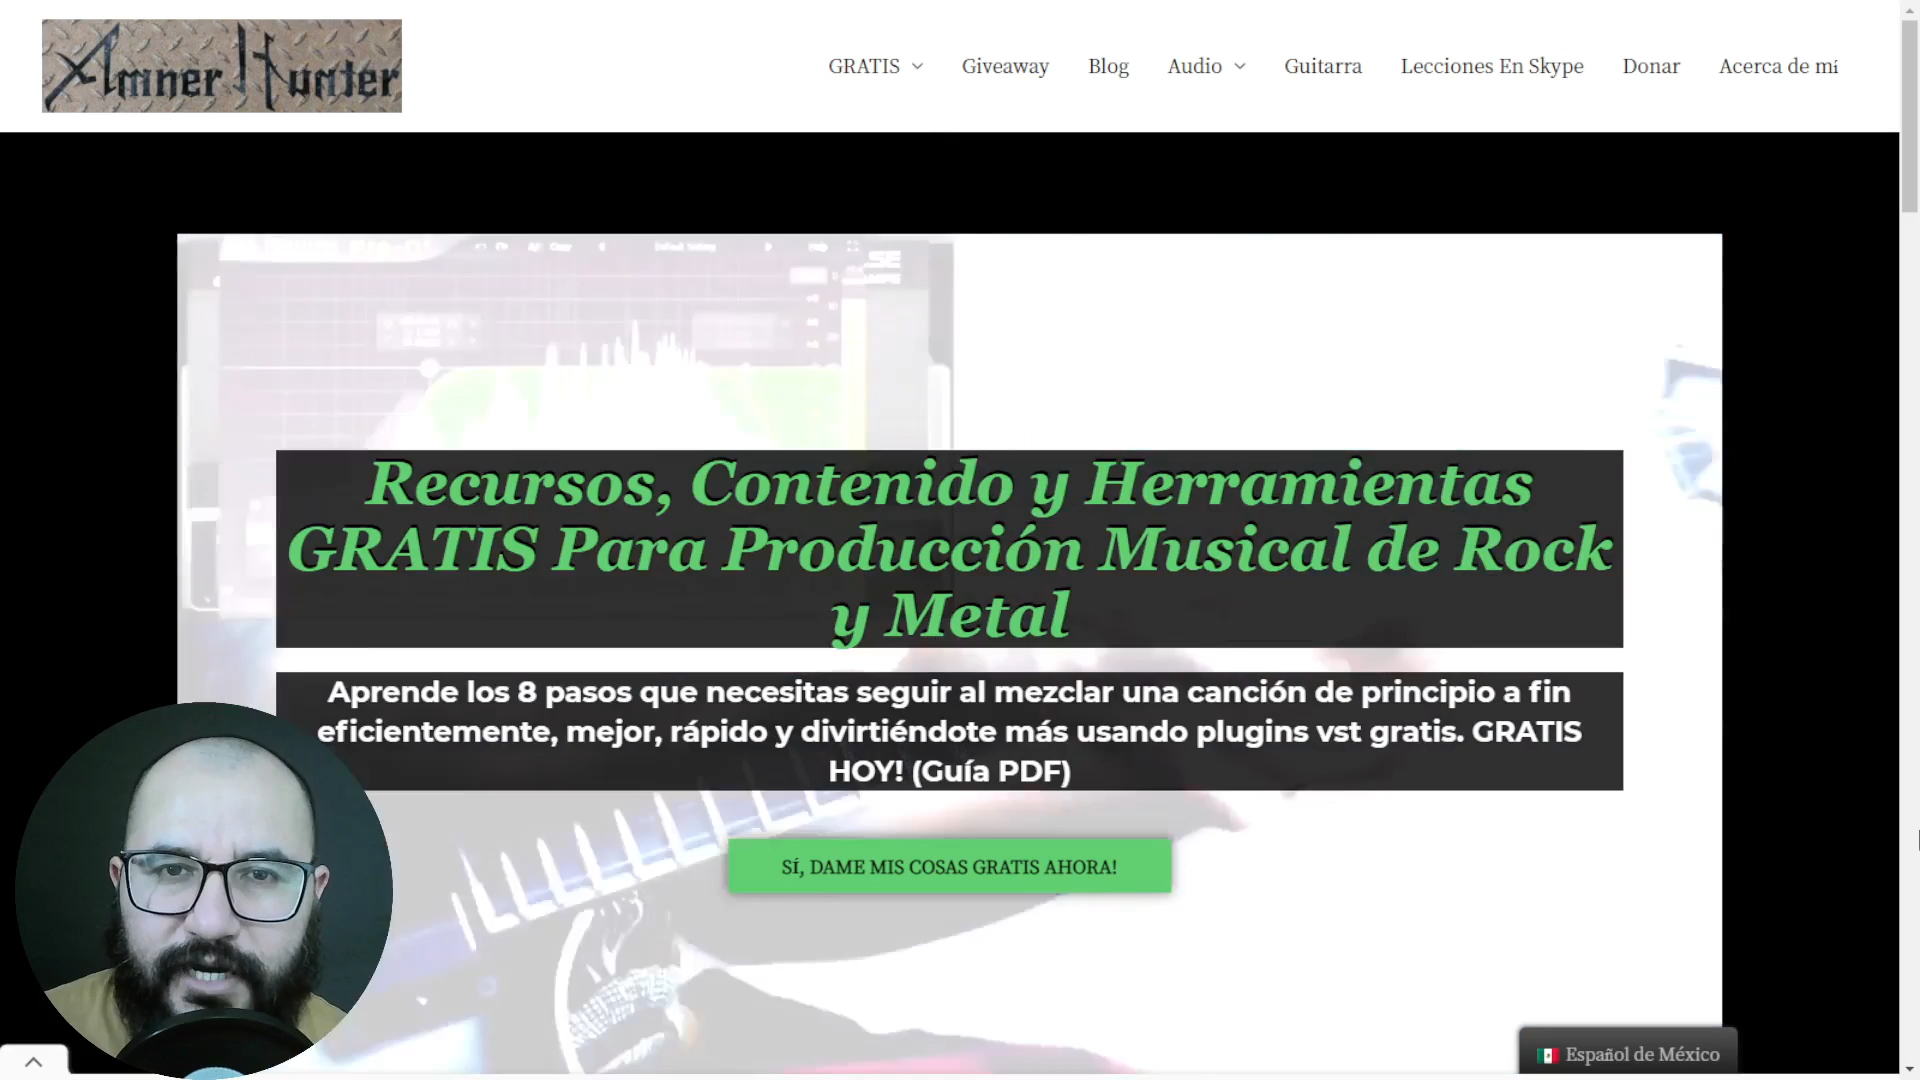 Amner Hunter
GRATIS
Giveaway
Blog
Audio
Guitarra
Lecciones En Skype
Donar
Acerca de mí
Recursos, Contenido y Herramientas
GRATIS Para Producción Musical de Rock
y Metal
Aprende los 8 pasos que necesitas seguir al mezclar una canción de principio a fin
eficientemente, mejor, rápido y divirtiéndote más usando plugins vst gratis. GRATIS
HOY! (Guía PDF)
SÍ, DAME MIS COSAS GRATIS AHORA!
Español de México